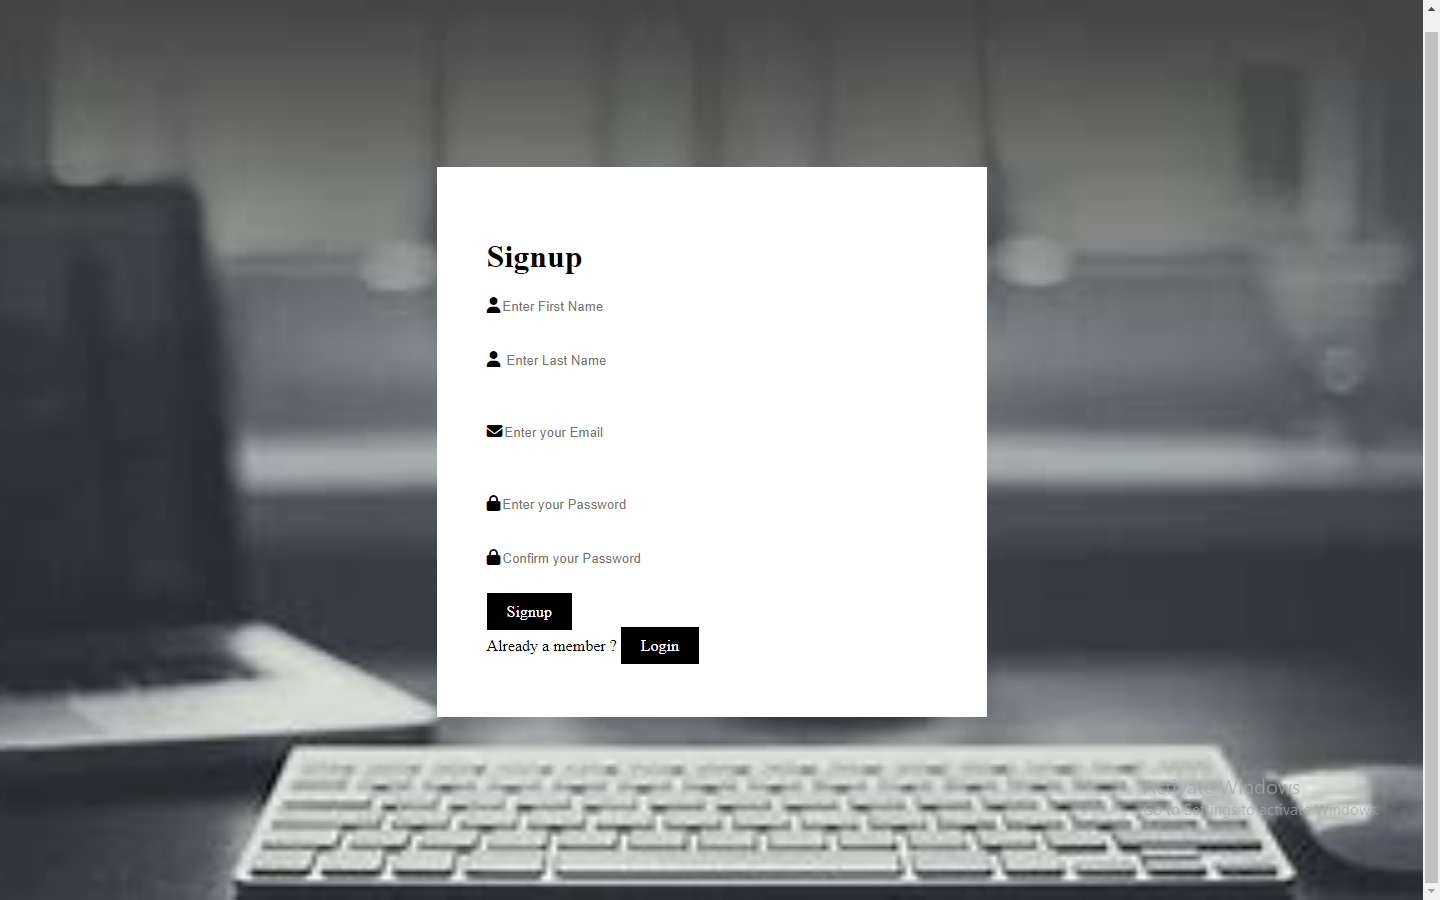 Signup
Enter First Name
Enter Last Name
Enter your Email
Enter your Password
Confirm your Password
Signup
Already a member ? Login
Activate Windows
Go to Settings to activate Windows.